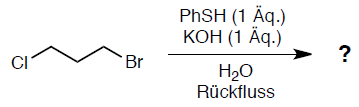 PhSH (1 Äq.)
KOH (1 Äq.)
Cl Br ?
H₂O
Rückfluss